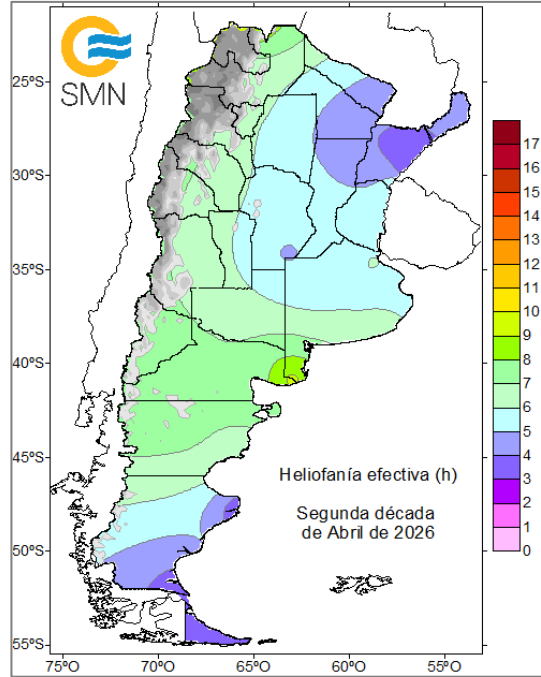 SMN
25ºS
30ºS
35ºS
40ºS
45ºS
50ºS
55ºS
75ºO
70ºO
65ºO
60ºO
55ºO
17
16
15
14
13
12
11
10
9
8
7
6
5
4
3
2
1
0
Heliofanía efectiva (h)
Segunda década
de Abril de 2026